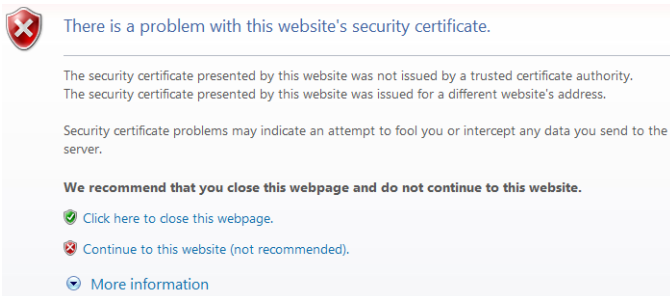 There is a problem with this website's security certificate.
The security certificate presented by this website was not issued by a trusted certificate authority.
The security certificate presented by this website was issued for a different website's address.
Security certificate problems may indicate an attempt to fool you or intercept any data you send to the
server.
We recommend that you close this webpage and do not continue to this website.
Click here to close this webpage.
Continue to this website (not recommended).
More information